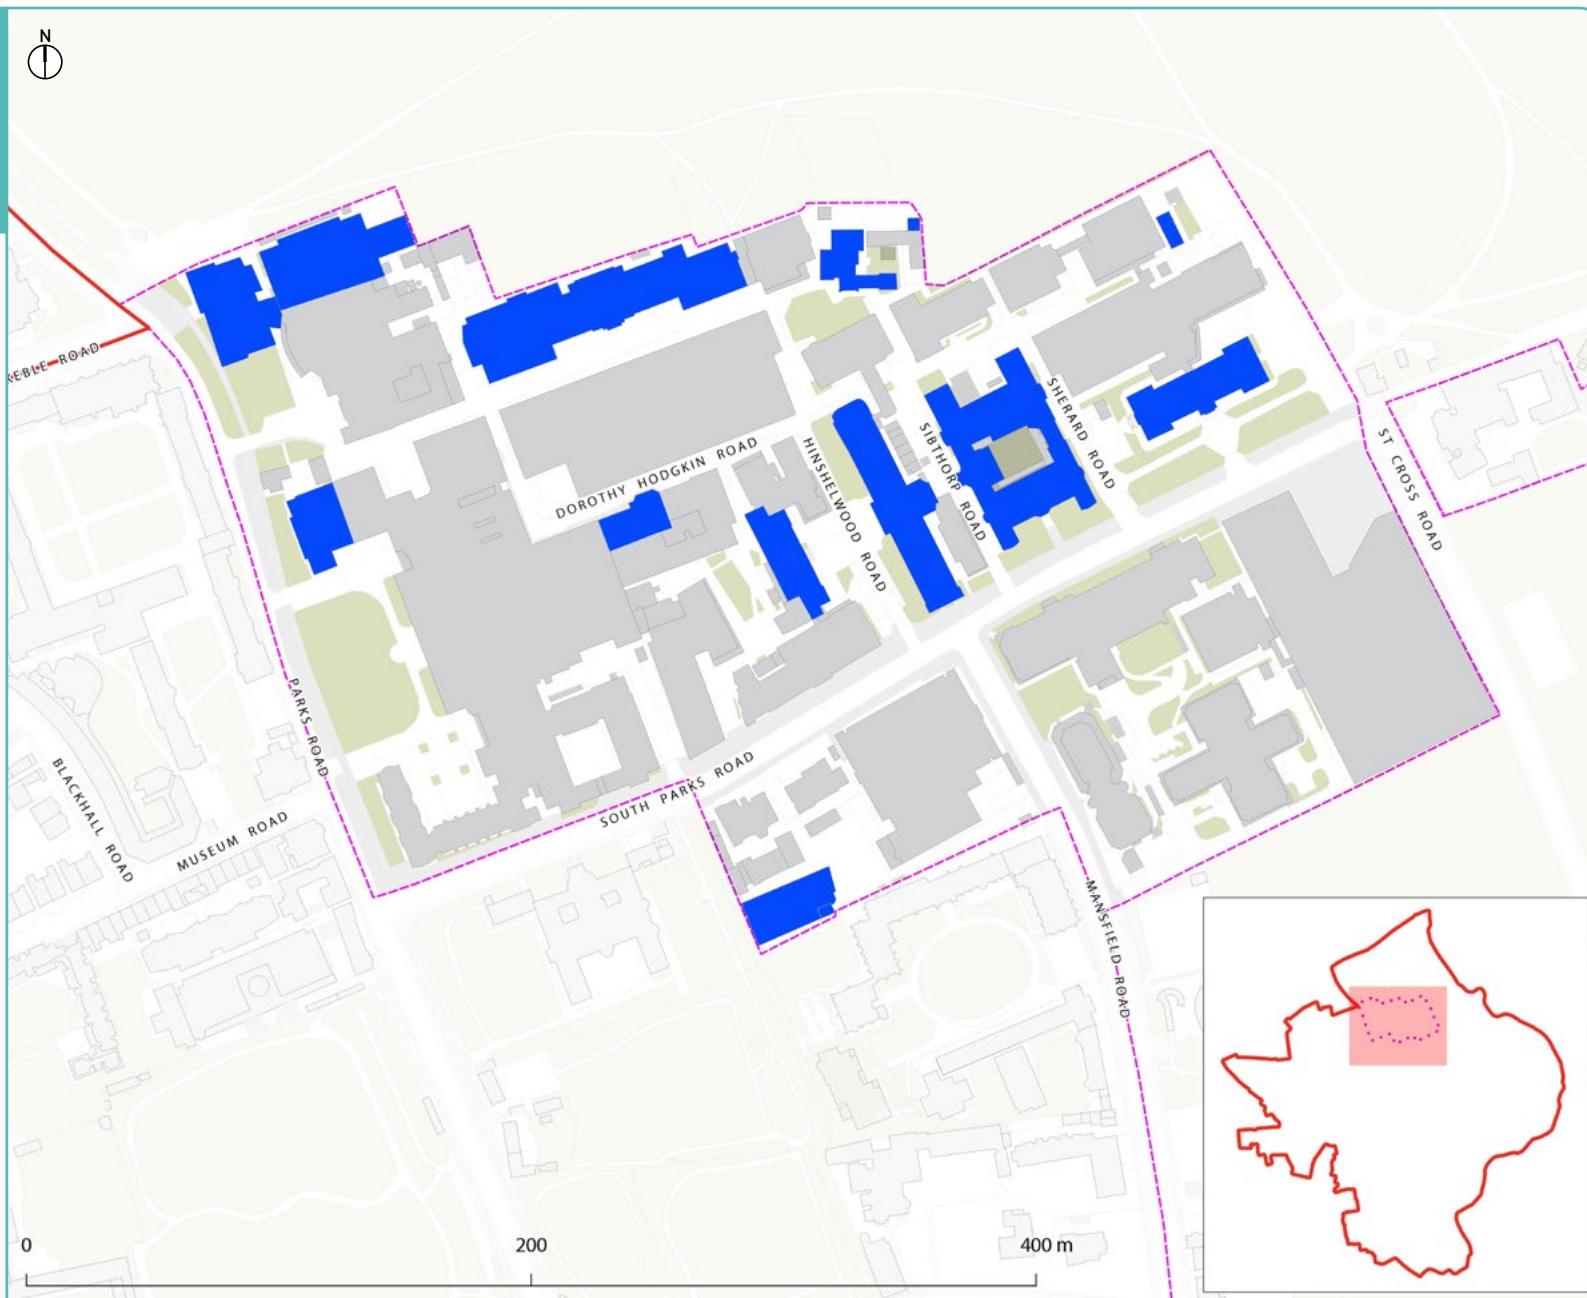 N
KEBLE ROAD
DOROTHY HODGKIN ROAD
HINSHELWOOD ROAD
SIBTHORP ROAD
SHERARD ROAD
ST CROSS ROAD
PARKS ROAD
BLACKHALL ROAD
MUSEUM ROAD
SOUTH PARKS ROAD
MANSFIELD ROAD
0 200 400 m